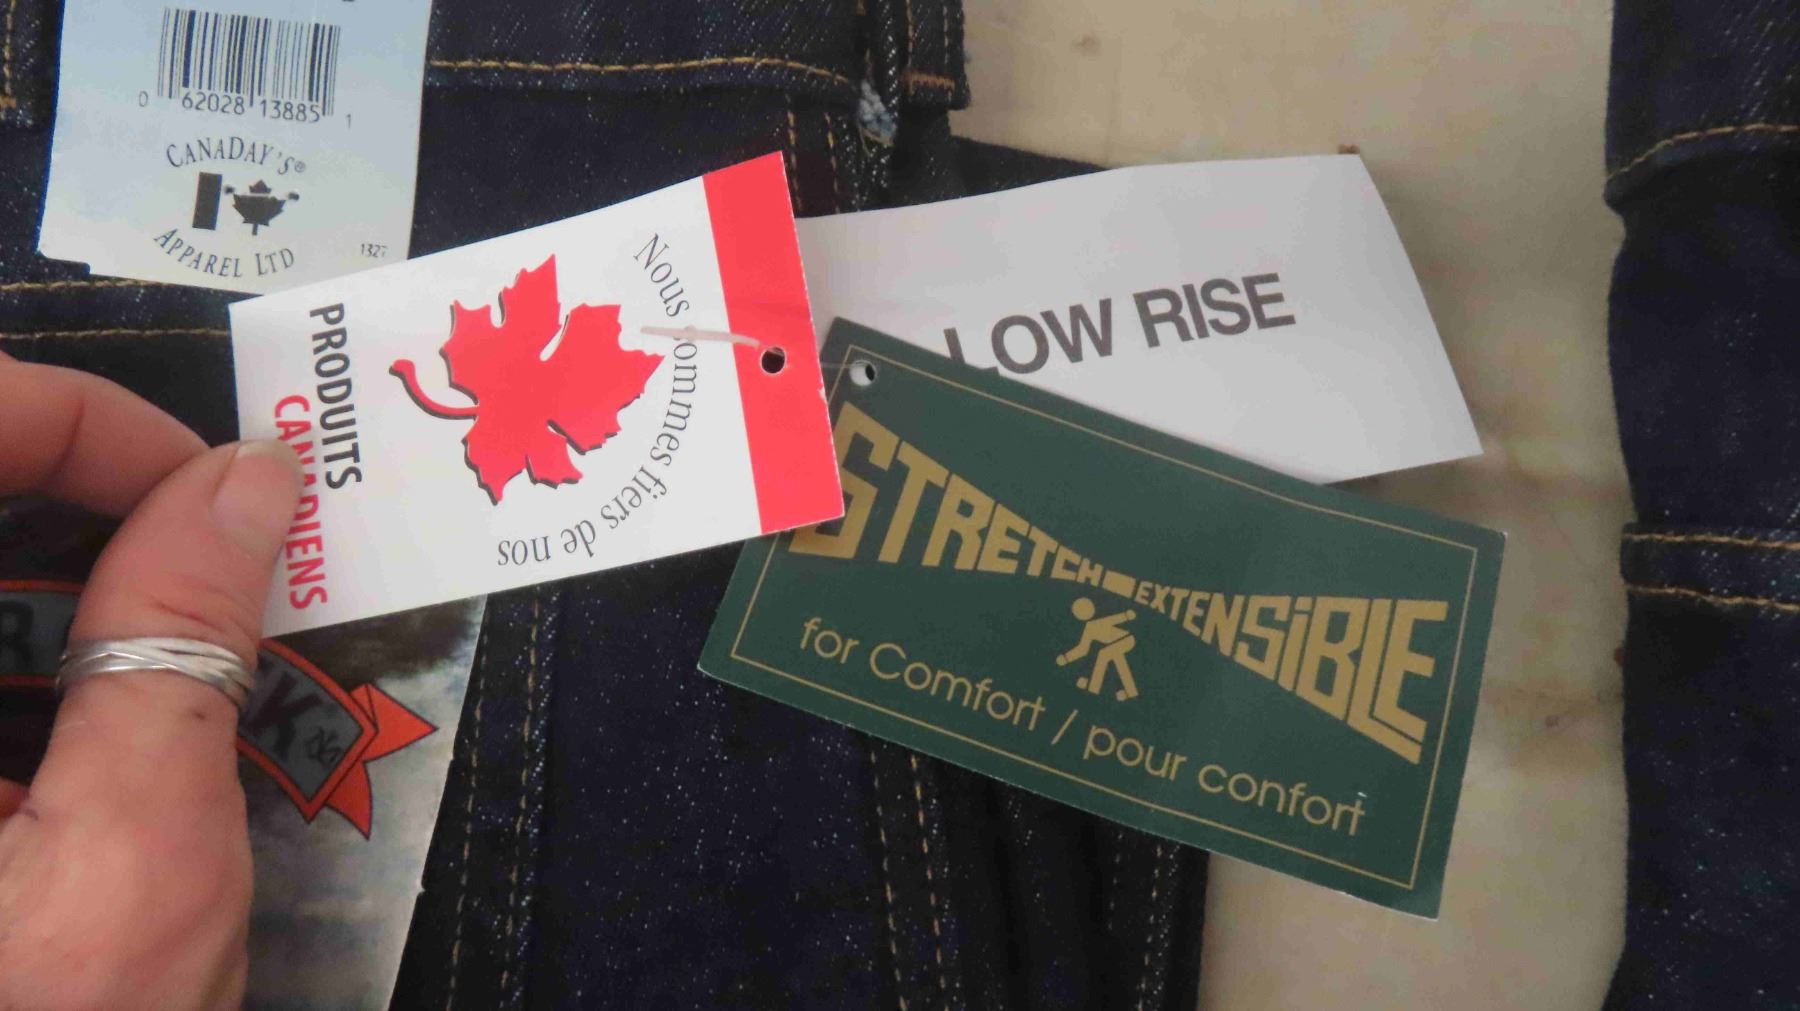 0 62028 13885 1
CANADAY'S®
APPAREL LTD
1327
Nous sommes fiers de nos
PRODUITS
CANADIENS
LOW RISE
STRETCH-EXTENSIBLE
for Comfort / pour confort